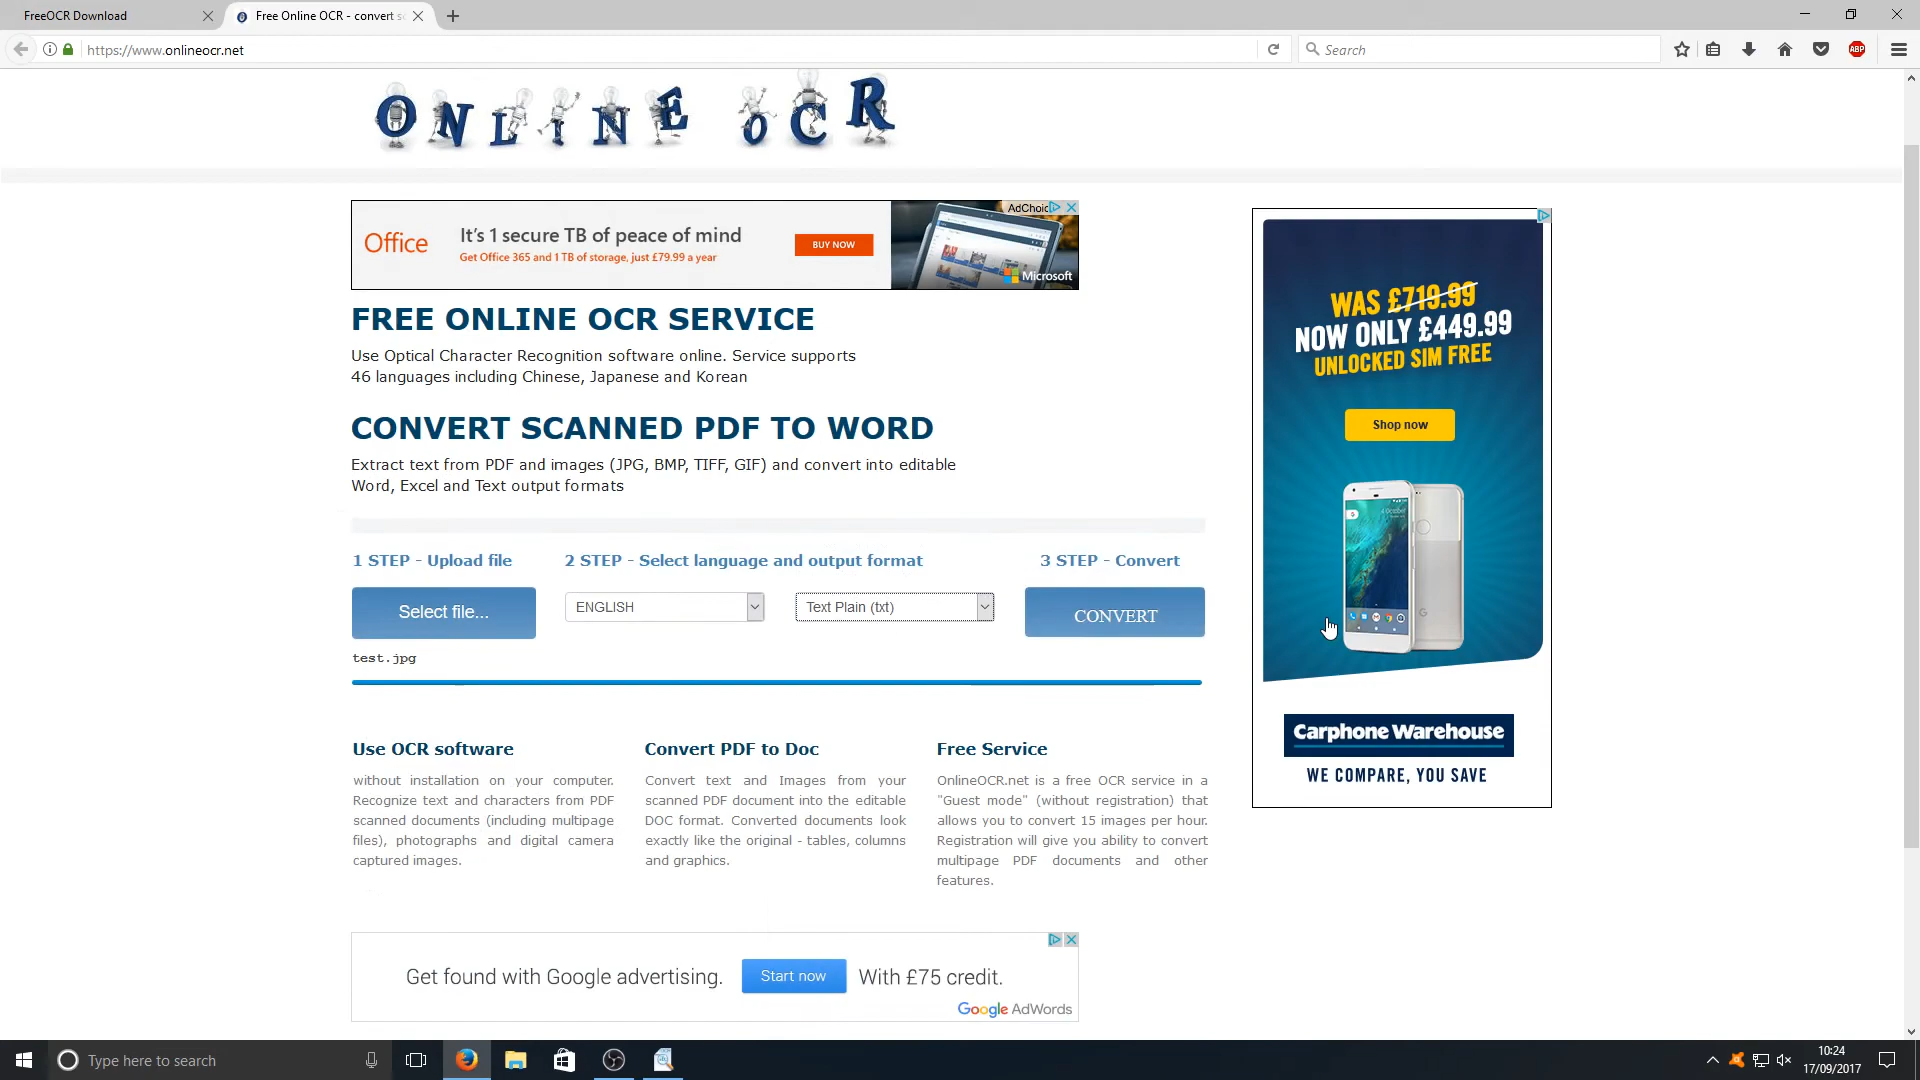 FreeOCR Download
Free Online OCR - convert sc
https://www.onlineocr.net
Search
ABP
ONLINE OCR
Office
It's 1 secure TB of peace of mind
Get Office 365 and 1 TB of storage, just £79.99 a year
BUY NOW
AdChoic
Microsoft
FREE ONLINE OCR SERVICE
Use Optical Character Recognition software online. Service supports
46 languages including Chinese, Japanese and Korean
CONVERT SCANNED PDF TO WORD
Extract text from PDF and images (JPG, BMP, TIFF, GIF) and convert into editable
Word, Excel and Text output formats
1 STEP - Upload file
2 STEP - Select language and output format
3 STEP - Convert
Select file...
ENGLISH
Text Plain (txt)
CONVERT
test.jpg
Use OCR software
without installation on your computer.
Recognize text and characters from PDF
scanned documents (including multipage
files), photographs and digital camera
captured images.
Convert PDF to Doc
Convert text and Images from your
scanned PDF document into the editable
DOC format. Converted documents look
exactly like the original - tables, columns
and graphics.
Free Service
OnlineOCR.net is a free OCR service in a
"Guest mode" (without registration) that
allows you to convert 15 images per hour.
Registration will give you ability to convert
multipage PDF documents and other
features.
WAS £719.99
NOW ONLY £449.99
UNLOCKED SIM FREE
Shop now
Carphone Warehouse
WE COMPARE, YOU SAVE
Get found with Google advertising.
Start now
With £75 credit.
Google AdWords
Type here to search
10:24
17/09/2017